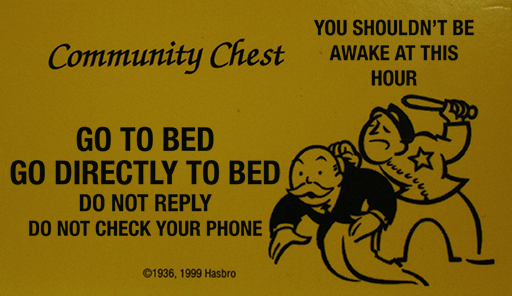 Community Chest
YOU SHOULDN'T BE
AWAKE AT THIS
HOUR
GO TO BED
GO DIRECTLY TO BED
DO NOT REPLY
DO NOT CHECK YOUR PHONE
©1936, 1999 Hasbro